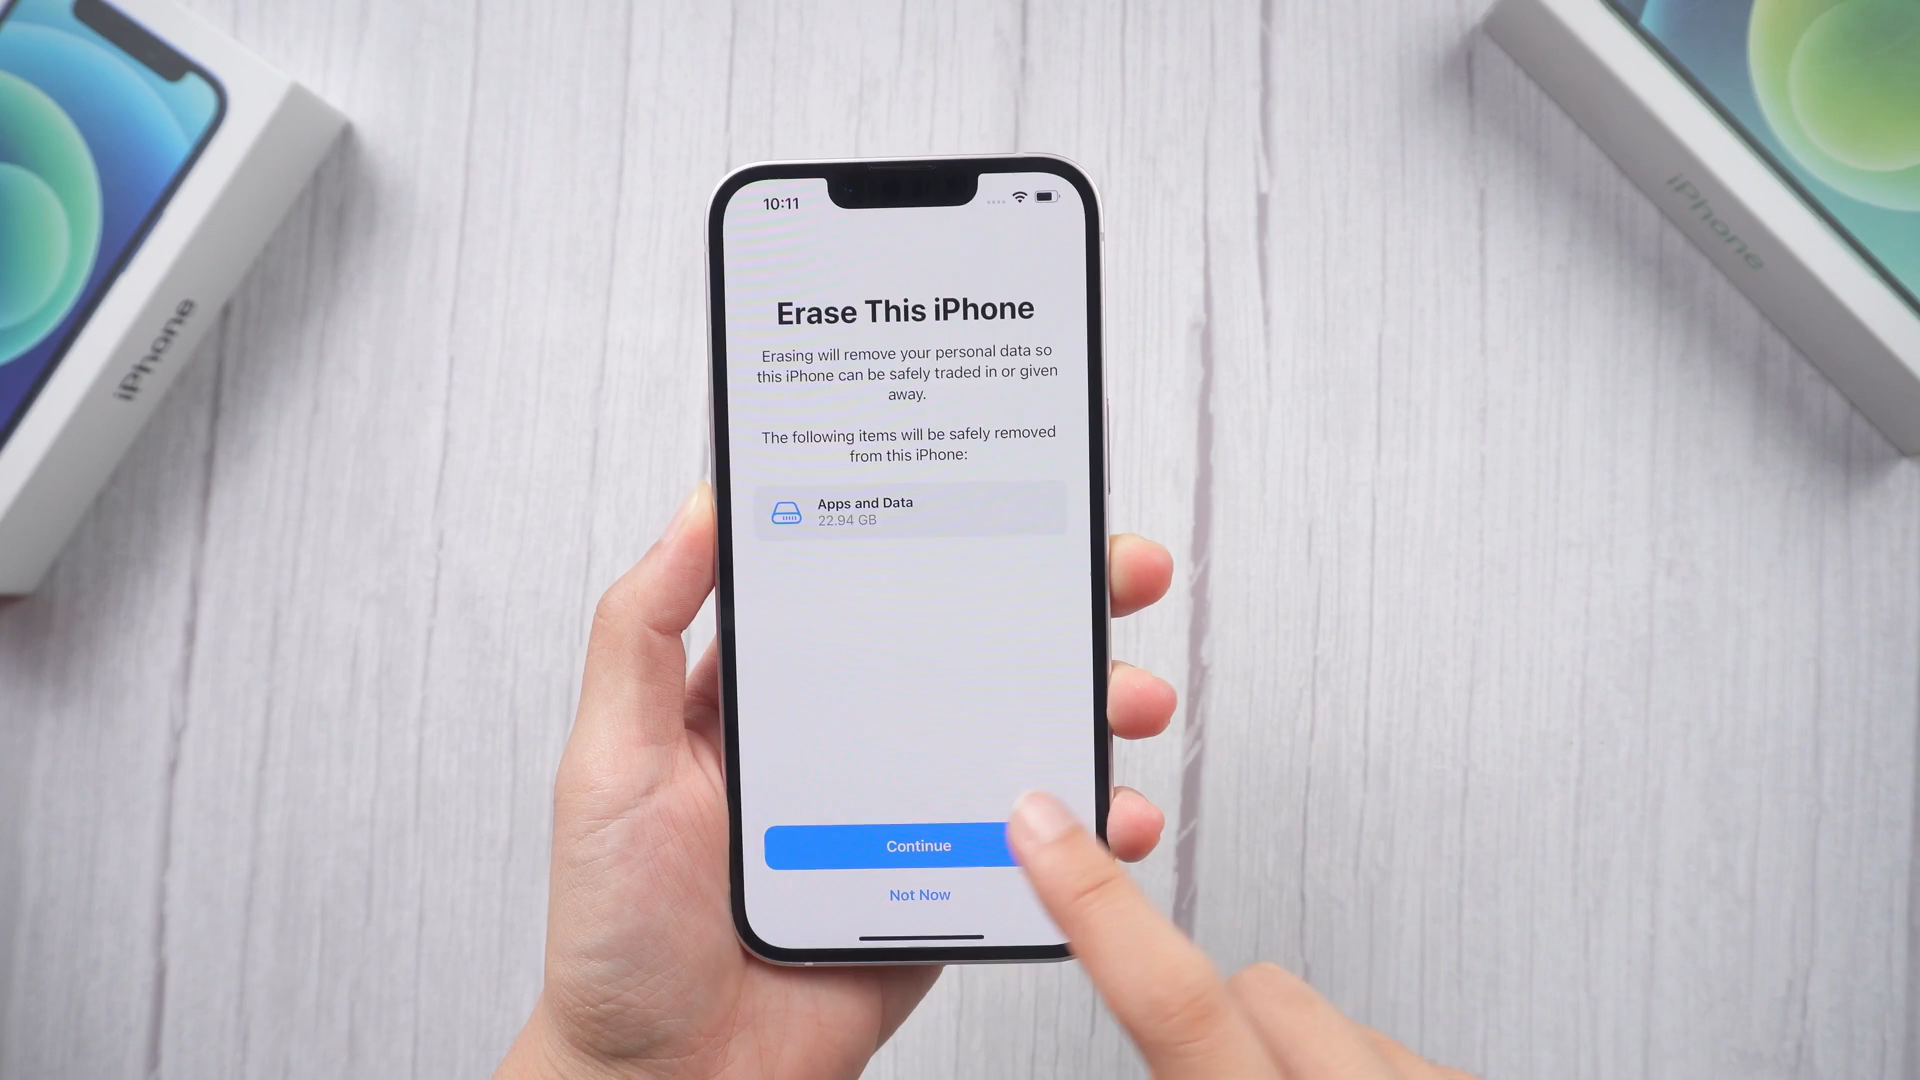 10:11
Erase This iPhone
Erasing will remove your personal data so
this iPhone can be safely traded in or given
away.
The following items will be safely removed
from this iPhone:
Apps and Data
22.94 GB
Continue
Not Now
iPhone
iPhone